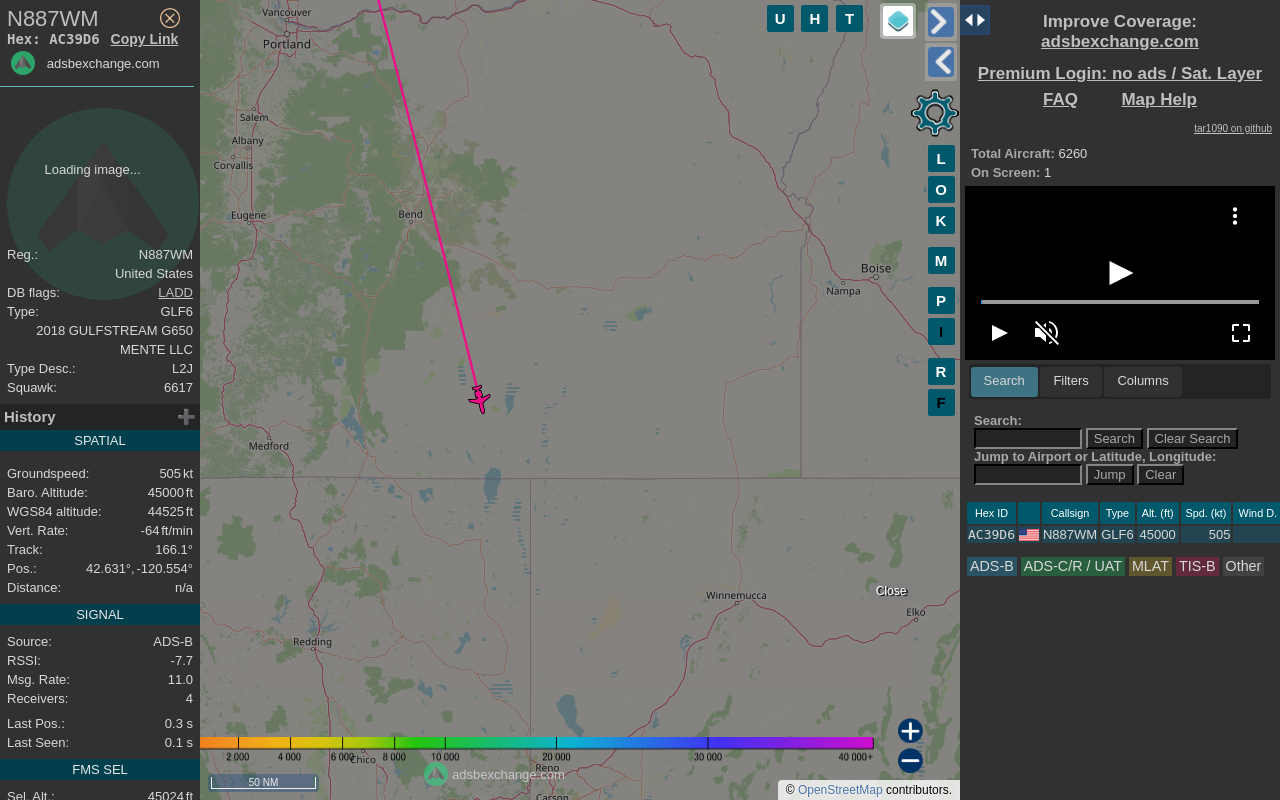 N887WM
Hex: AC39D6 Copy Link
adsbexchange.com
Loading image...
Reg.: N887WM
United States
DB flags: LADD
Type: GLF6
2018 GULFSTREAM G650
MENTE LLC
Type Desc.: L2J
Squawk: 6617
History
SPATIAL
Groundspeed: 505 kt
Baro. Altitude: 45000 ft
WGS84 altitude: 44525 ft
Vert. Rate: -64 ft/min
Track: 166.1°
Pos.: 42.631°, -120.554°
Distance: n/a
SIGNAL
Source: ADS-B
RSSI: -7.7
Msg. Rate: 11.0
Receivers: 4
Last Pos.: 0.3 s
Last Seen: 0.1 s
FMS SEL
Sel. Alt.: 45024 ft
Vancouver
Portland
Salem
Albany
Corvallis
Eugene
Bend
Boise
Nampa
Medford
Winnemucca
Elko
Redding
Chico
Reno
Carson
Close
U H T
L
O
K
M
P
I
R
F
2 000 4 000 6 000 8 000 10 000 20 000 30 000 40 000+
adsbexchange.com
50 NM
© OpenStreetMap contributors.
Improve Coverage:
adsbexchange.com
Premium Login: no ads / Sat. Layer
FAQ Map Help
tar1090 on github
Total Aircraft: 6260
On Screen: 1
Search Filters Columns
Search:
Search Clear Search
Jump to Airport or Latitude, Longitude:
Jump Clear
Hex ID Callsign Type Alt. (ft) Spd. (kt) Wind D.
AC39D6 N887WM GLF6 45000 505
ADS-B ADS-C/R / UAT MLAT TIS-B Other